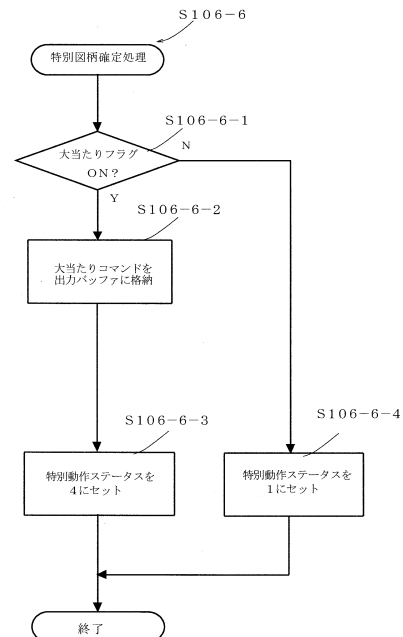 S106-6
特別図柄確定処理
S106-6-1
大当たりフラグ
ON?
N
Y
S106-6-2
大当たりコマンドを
出力バッファに格納
S106-6-3
特別動作ステータスを
4にセット
S106-6-4
特別動作ステータスを
1にセット
終了